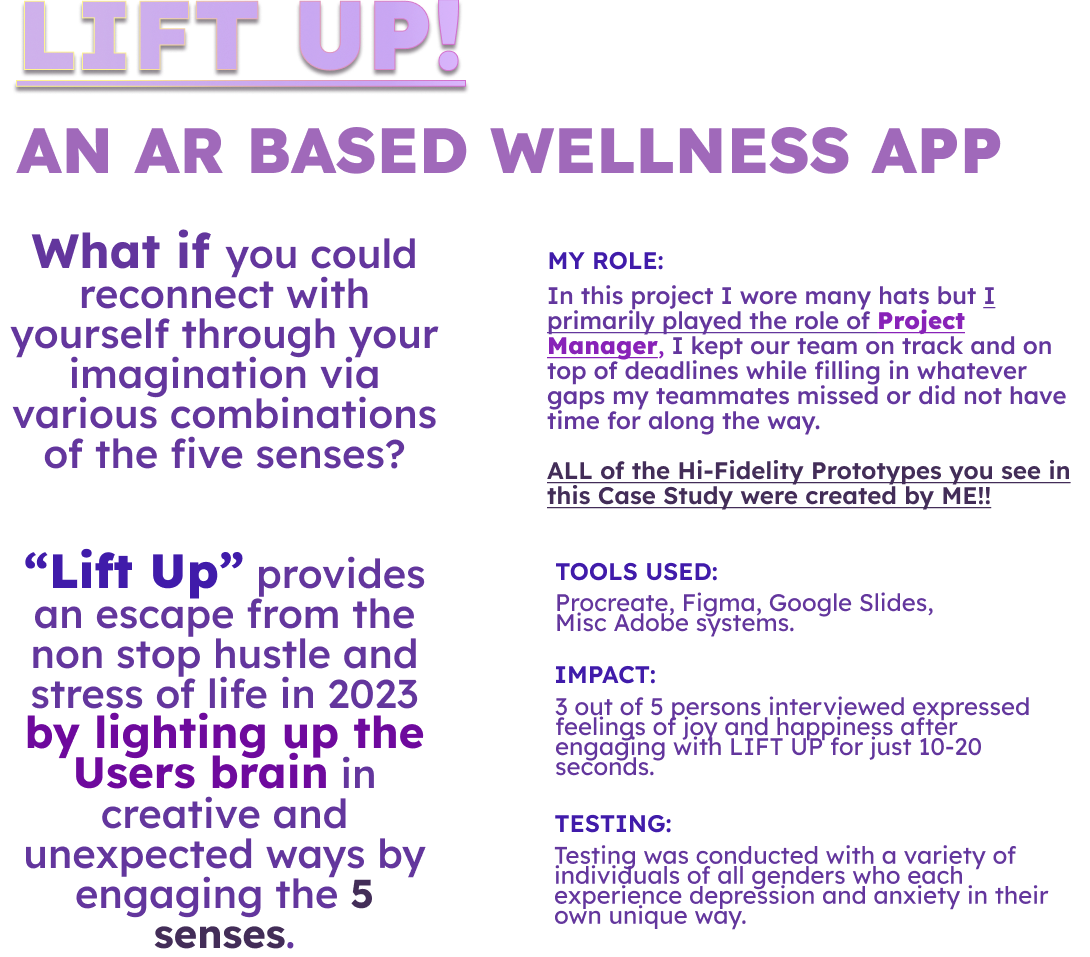 LIFT UP!
AN AR BASED WELLNESS APP
What if you could
reconnect with
yourself through your
imagination via
various combinations
of the five senses?
“Lift Up” provides
an escape from the
non stop hustle and
stress of life in 2023
by lighting up the
Users brain in
creative and
unexpected ways by
engaging the 5
senses.
MY ROLE:
In this project I wore many hats but I
primarily played the role of Project
Manager, I kept our team on track and on
top of deadlines while filling in whatever
gaps my teammates missed or did not have
time for along the way.
ALL of the Hi-Fidelity Prototypes you see in
this Case Study were created by ME!!
TOOLS USED:
Procreate, Figma, Google Slides,
Misc Adobe systems.
IMPACT:
3 out of 5 persons interviewed expressed
feelings of joy and happiness after
engaging with LIFT UP for just 10-20
seconds.
TESTING:
Testing was conducted with a variety of
individuals of all genders who each
experience depression and anxiety in their
own unique way.